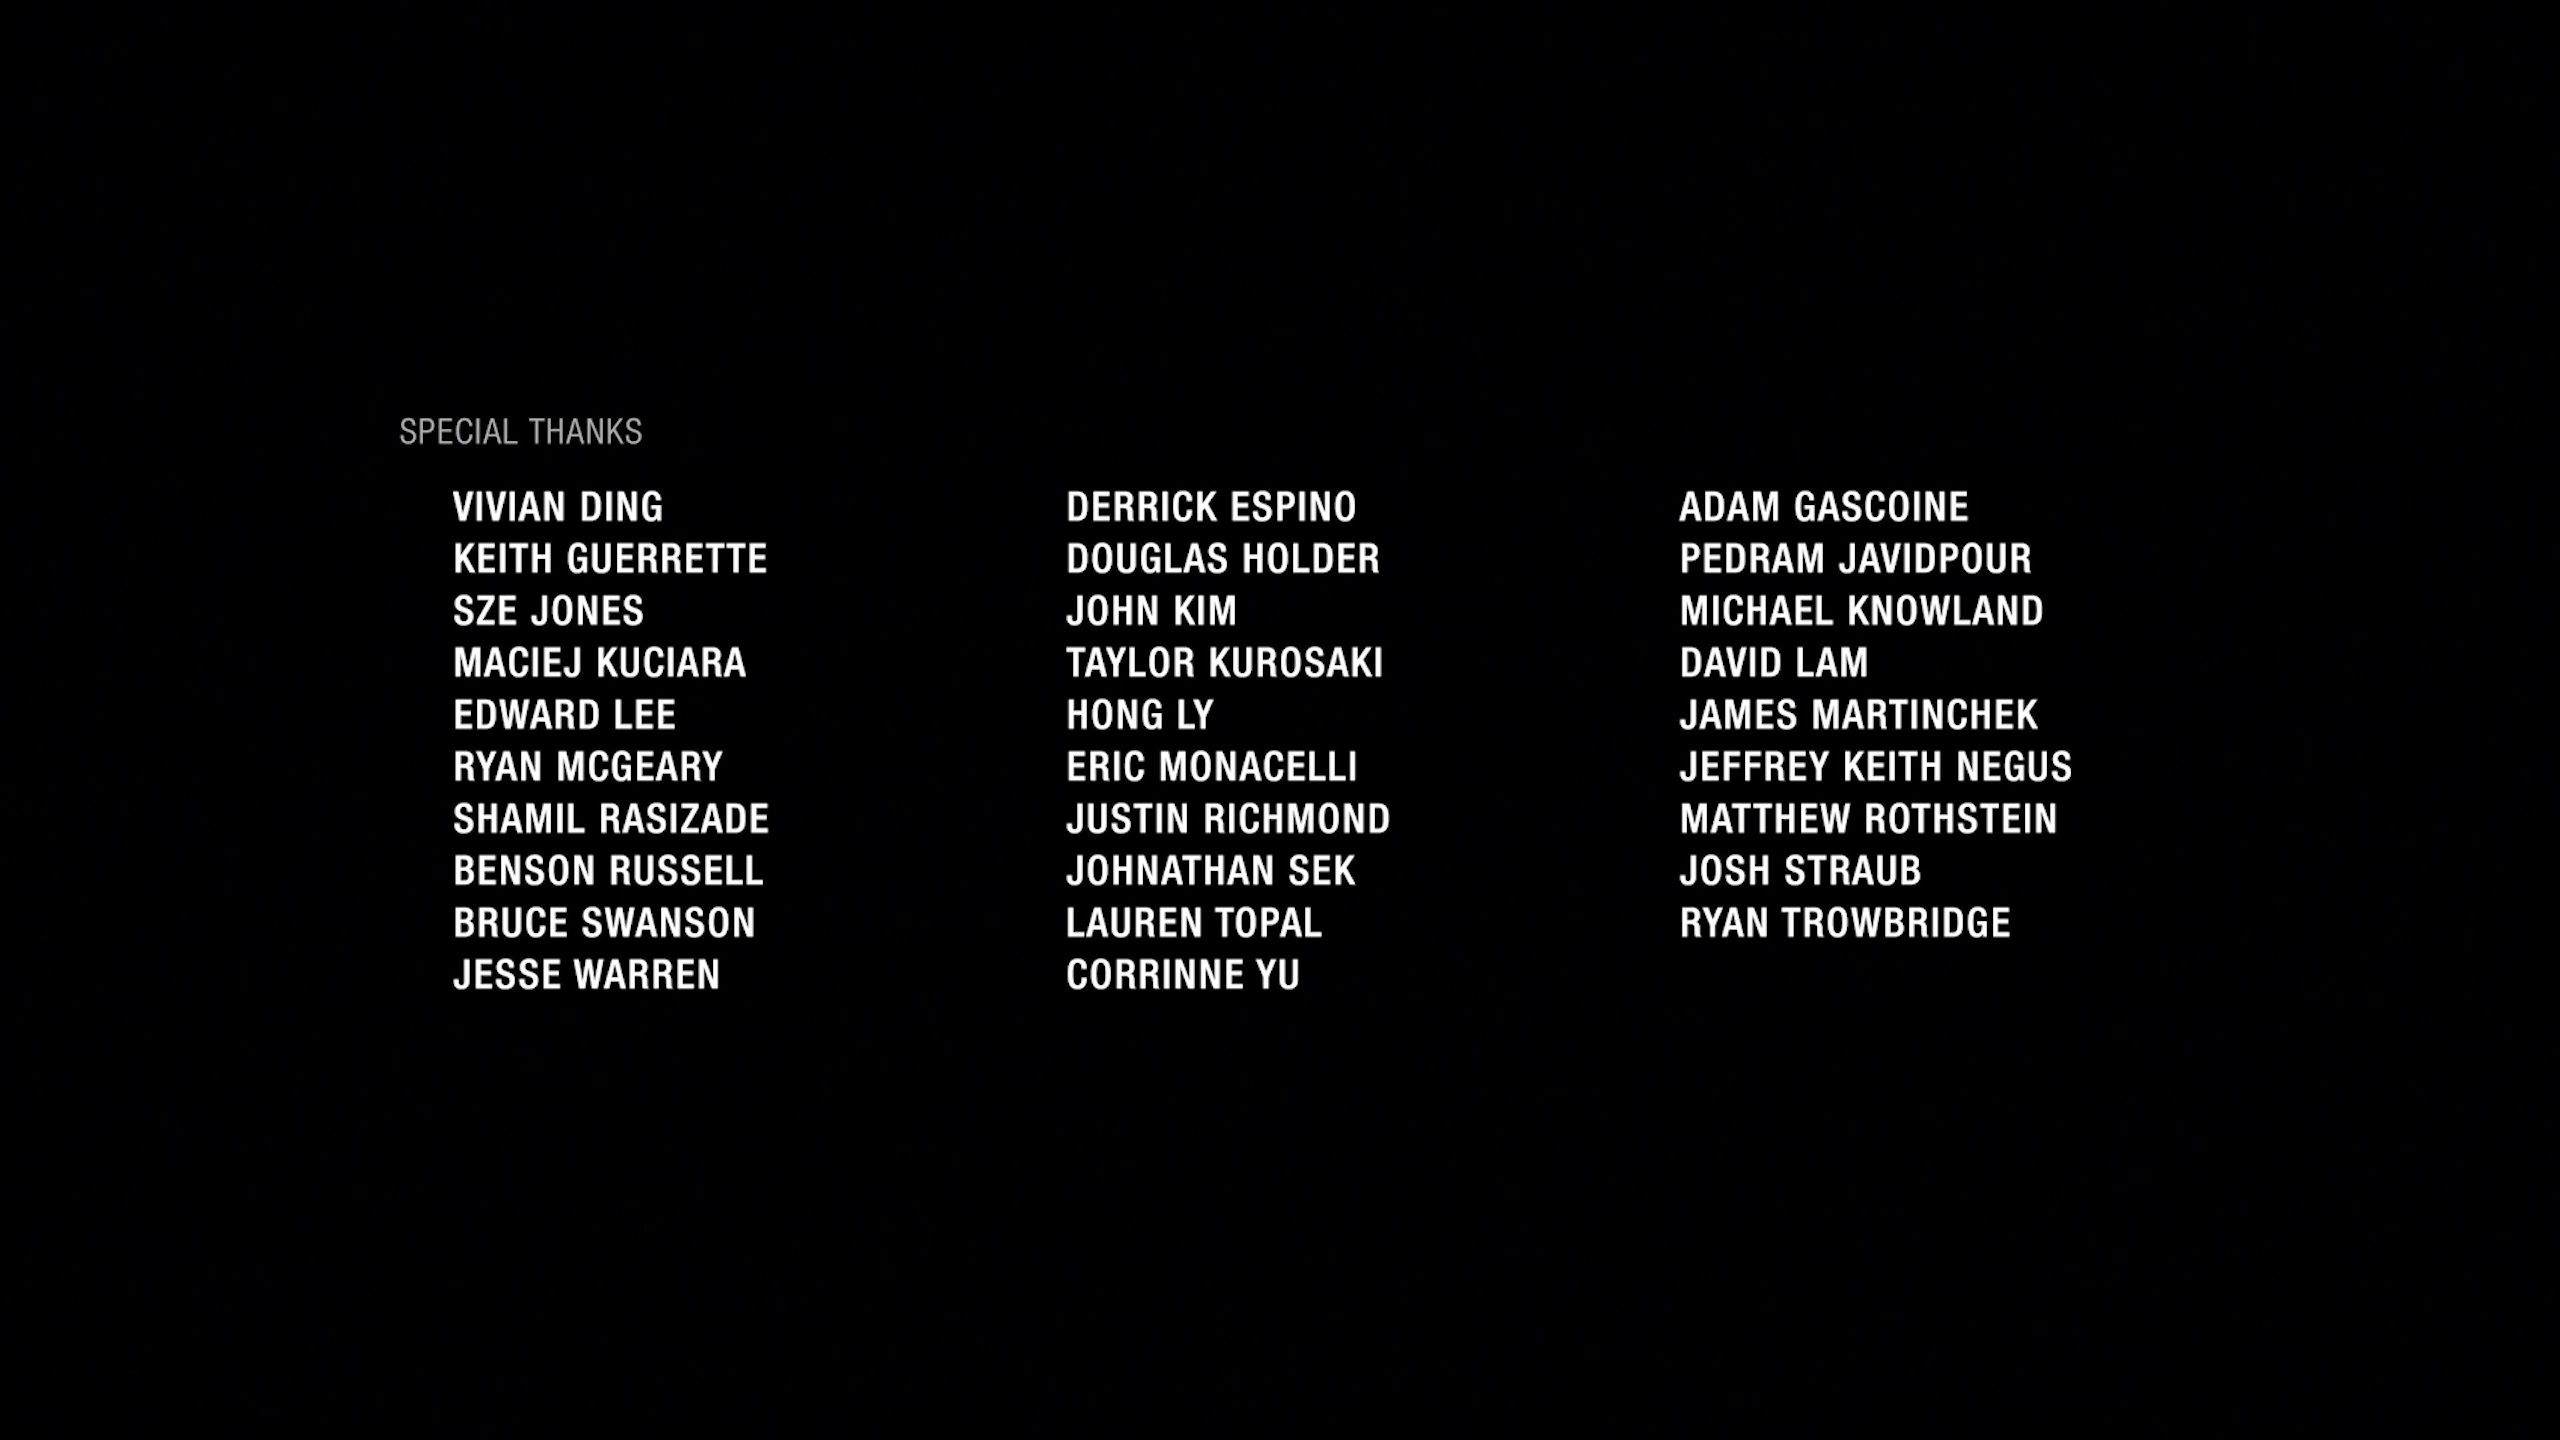 SPECIAL THANKS
VIVIAN DING
KEITH GUERRETTE
SZE JONES
MACIEJ KUCIARA
EDWARD LEE
RYAN MCGEARY
SHAMIL RASIZADE
BENSON RUSSELL
BRUCE SWANSON
JESSE WARREN
DERRICK ESPINO
DOUGLAS HOLDER
JOHN KIM
TAYLOR KUROSAKI
HONG LY
ERIC MONACELLI
JUSTIN RICHMOND
JOHNATHAN SEK
LAUREN TOPAL
CORRINNE YU
ADAM GASCOINE
PEDRAM JAVIDPOUR
MICHAEL KNOWLAND
DAVID LAM
JAMES MARTINCHEK
JEFFREY KEITH NEGUS
MATTHEW ROTHSTEIN
JOSH STRAUB
RYAN TROWBRIDGE